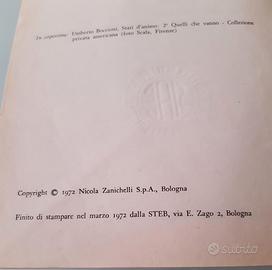 In copertina: Umberto Boccioni, Stati d'animo: 2ª Quelli che vanno - Collezione
privata americana (foto Scala, Firenze)
Copyright © 1972 Nicola Zanichelli S.p.A., Bologna
Finito di stampare nel marzo 1972 dalla STEB, via E. Zago 2, Bologna
subito